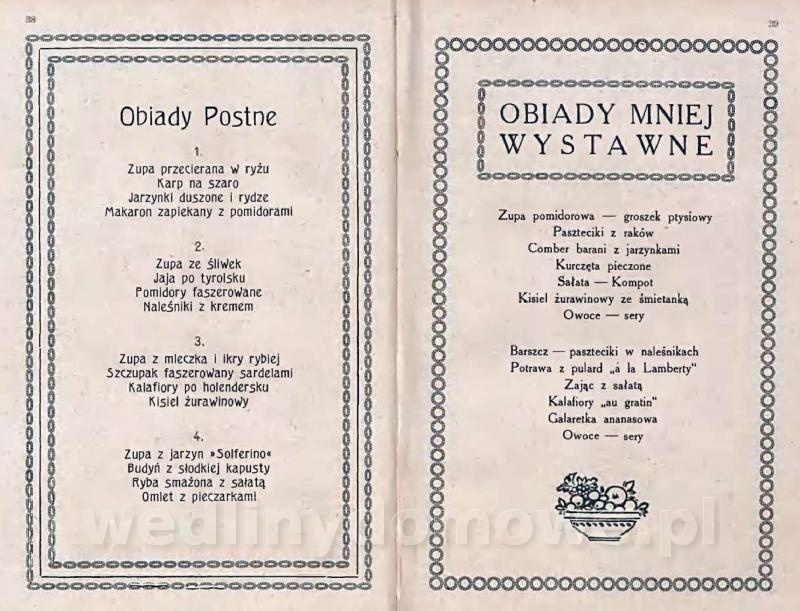 38
Obiady Postne
1.
Zupa przecierana w ryżu
Karp na szaro
Jarzynki duszone i rydze
Makaron zapiekany z pomidorami
2.
Zupa ze śliwek
Jaja po tyrolsku
Pomidory faszerowane
Naleśniki z kremem
3.
Zupa z mleczka i ikry rybiej
Szczupak faszerowany sardelami
Kalafiory po holendersku
Kisiel żurawinowy
4.
Zupa z jarzyn »Solferino«
Budyń z słodkiej kapusty
Ryba smażona z sałatą
Omlet z pieczarkami
39
OBIADY MNIEJ
WYSTAWNE
Zupa pomidorowa — groszek ptysiowy
Paszteciki z raków
Comber barani z jarzynkami
Kurczęta pieczone
Sałata — Kompot
Kisiel żurawinowy ze śmietanką
Owoce — sery
Barszcz — paszteciki w naleśnikach
Potrawa z pulard „à la Lamberty"
Zając z sałatą
Kalafiory „au gratin"
Galaretka ananasowa
Owoce — sery
wedlinydomowe.pl